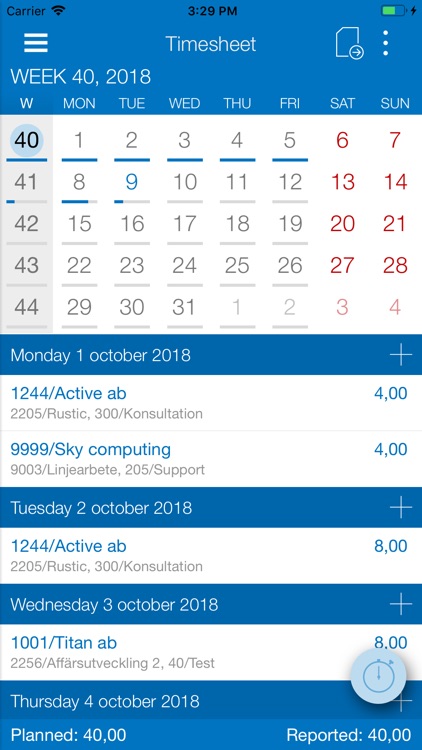 Carrier 3:29 PM
Timesheet
WEEK 40, 2018
W MON TUE WED THU FRI SAT SUN
40 1 2 3 4 5 6 7
41 8 9 10 11 12 13 14
42 15 16 17 18 19 20 21
43 22 23 24 25 26 27 28
44 29 30 31 1 2 3 4
Monday 1 october 2018
1244/Active ab 4,00
2205/Rustic, 300/Konsultation
9999/Sky computing 4,00
9003/Linjearbete, 205/Support
Tuesday 2 october 2018
1244/Active ab 8,00
2205/Rustic, 300/Konsultation
Wednesday 3 october 2018
1001/Titan ab 8,00
2256/Affärsutveckling 2, 40/Test
Thursday 4 october 2018
Planned: 40,00 Reported: 40,00